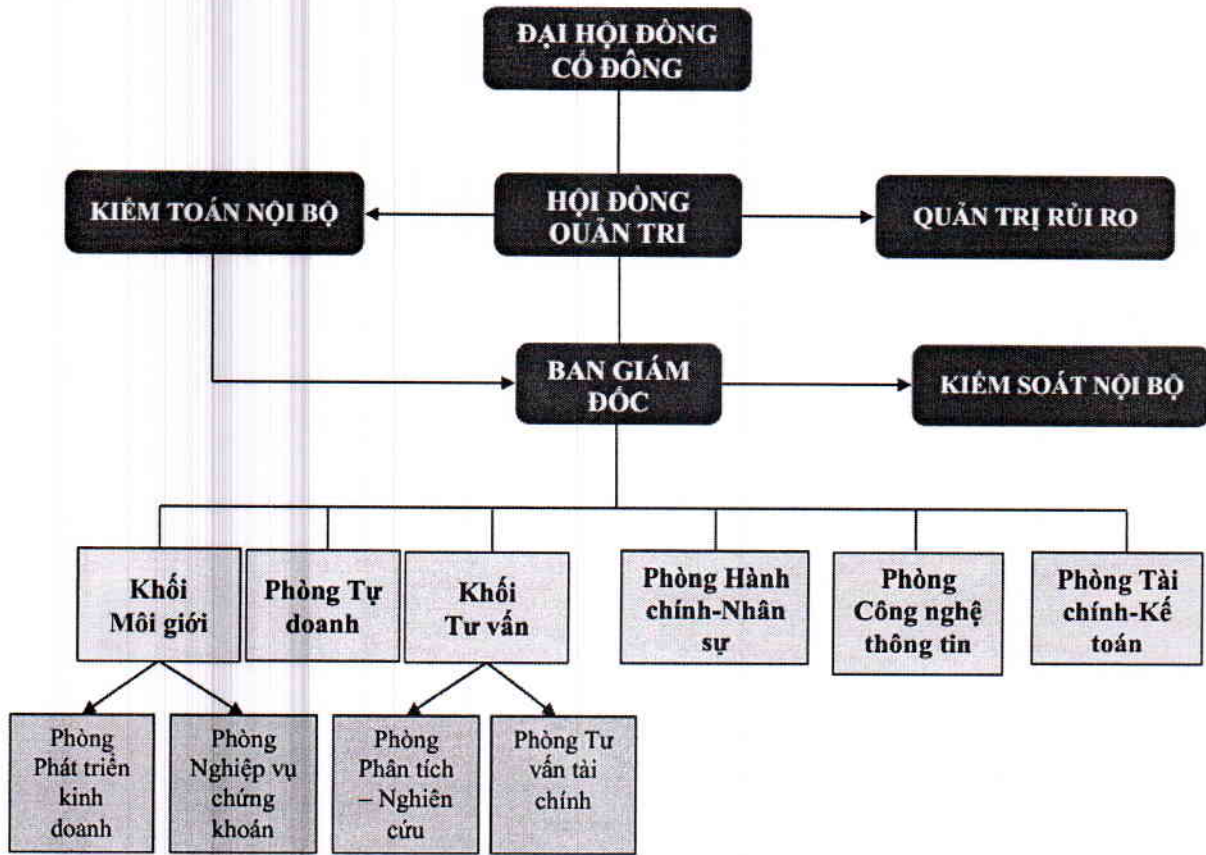 ĐẠI HỘI ĐỒNG
CỔ ĐÔNG
KIỂM TOÁN NỘI BỘ
HỘI ĐỒNG
QUẢN TRI
QUẢN TRỊ RỦI RO
BAN GIÁM
ĐỐC
KIỂM SOÁT NỘI BỘ
Khối
Môi giới
Phòng Tự
doanh
Khối
Tư vấn
Phòng Hành
chính-Nhân
sự
Phòng
Công nghệ
thông tin
Phòng Tài
chính-Kế
toán
Phòng
Phát triển
kinh
doanh
Phòng
Nghiệp vụ
chứng
khoán
Phòng
Phân tích
– Nghiên
cứu
Phòng Tư
vấn tài
chính